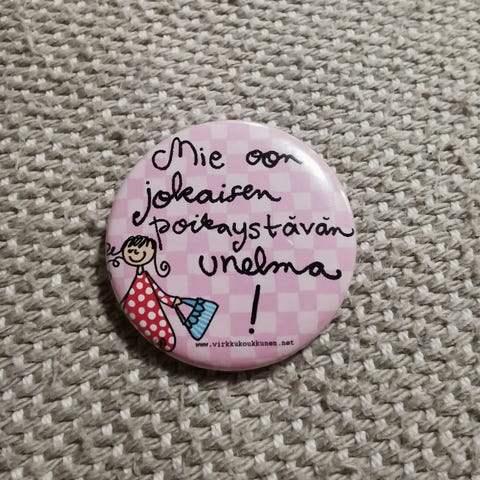 Mie oon
jokaisen
poikaystävän
unelma
!
www.virkkukoukkunen.net